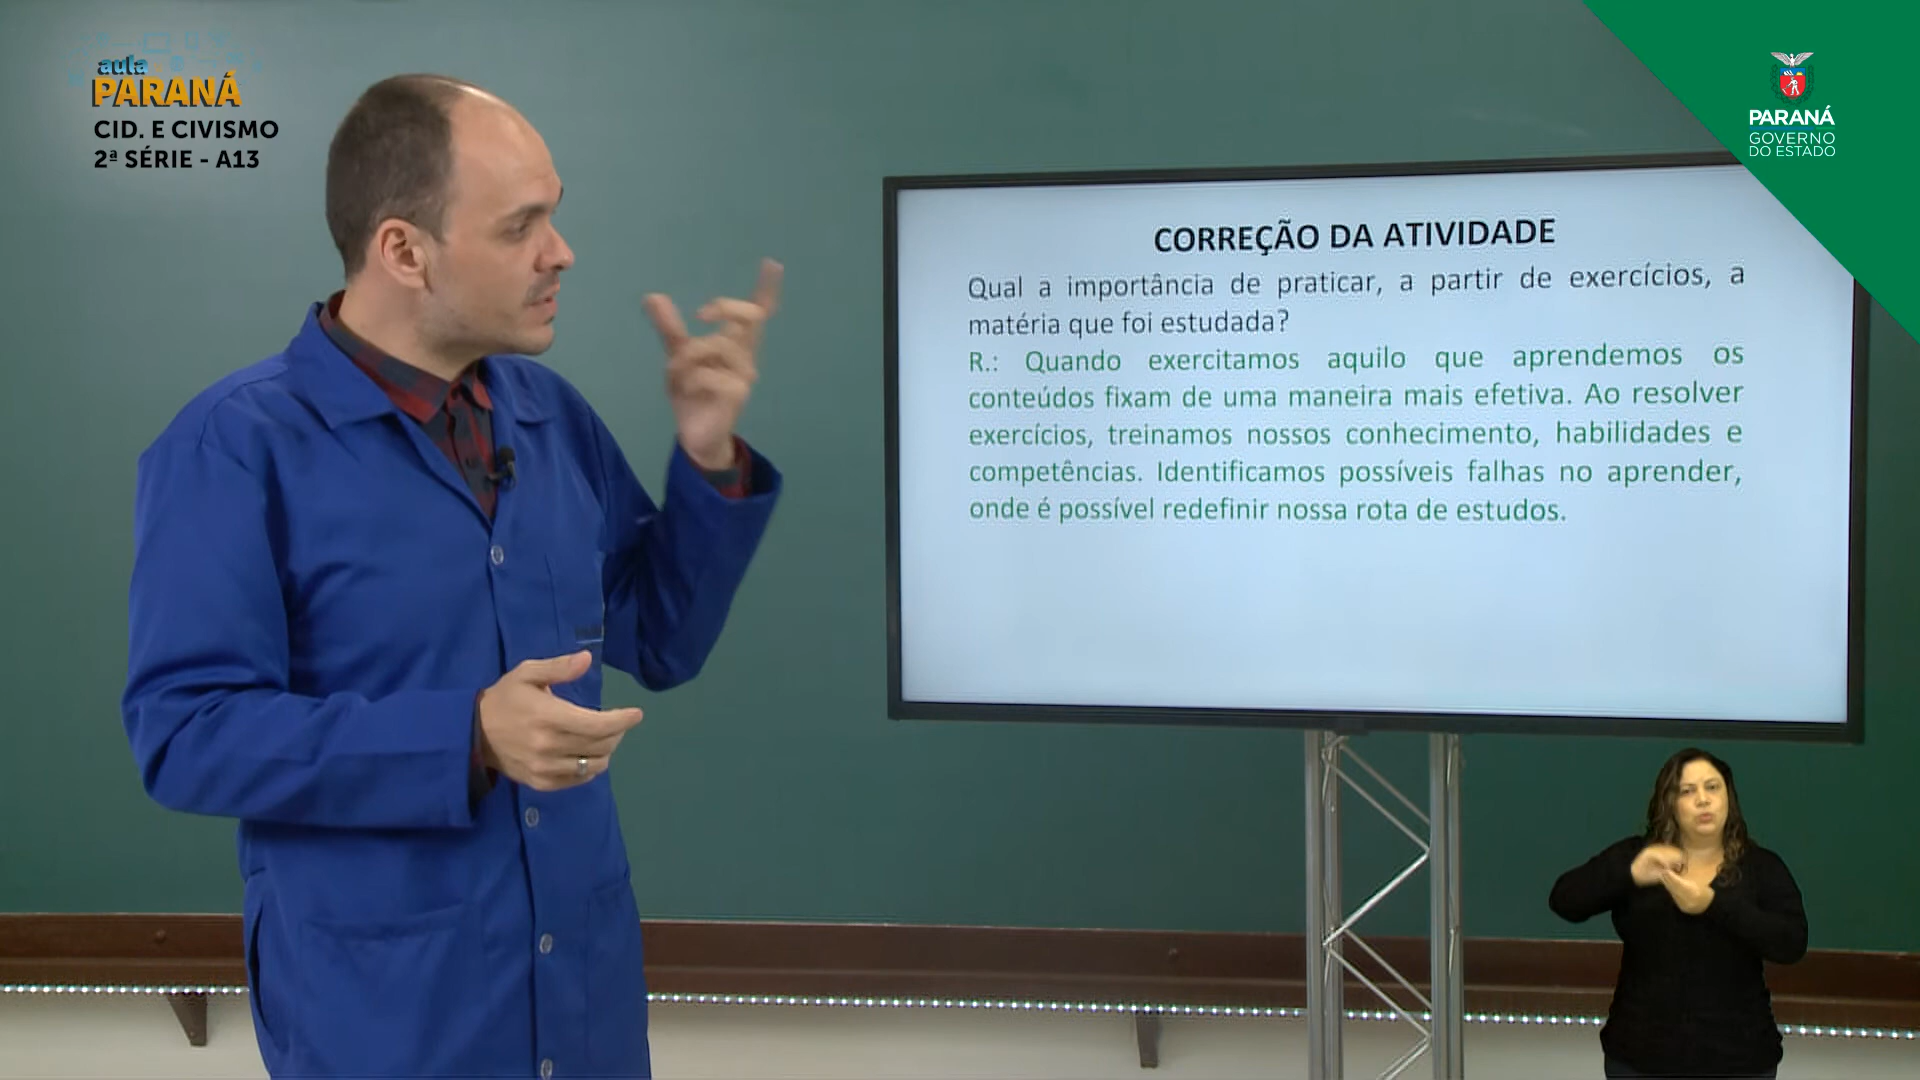 aula
PARANÁ
CID. E CIVISMO
2ª SÉRIE - A13
PARANÁ
GOVERNO
DO ESTADO
CORREÇÃO DA ATIVIDADE
Qual a importância de praticar, a partir de exercícios, a
matéria que foi estudada?
R.: Quando exercitamos aquilo que aprendemos os
conteúdos fixam de uma maneira mais efetiva. Ao resolver
exercícios, treinamos nossos conhecimento, habilidades e
competências. Identificamos possíveis falhas no aprender,
onde é possível redefinir nossa rota de estudos.